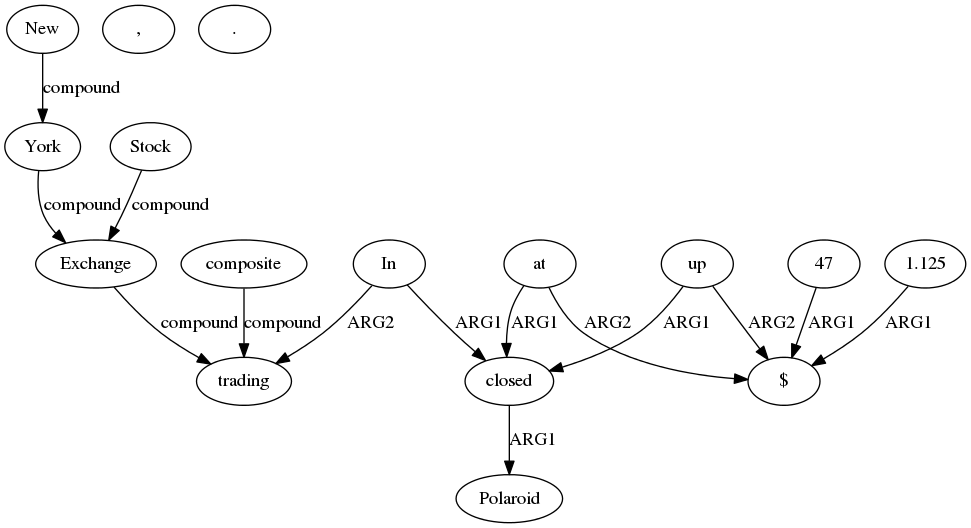 New , .
compound
York Stock
compound compound
Exchange composite In at up 47 1.125
compound compound ARG2 ARG1 ARG1 ARG2 ARG1 ARG2 ARG1 ARG1
trading closed $
ARG1
Polaroid